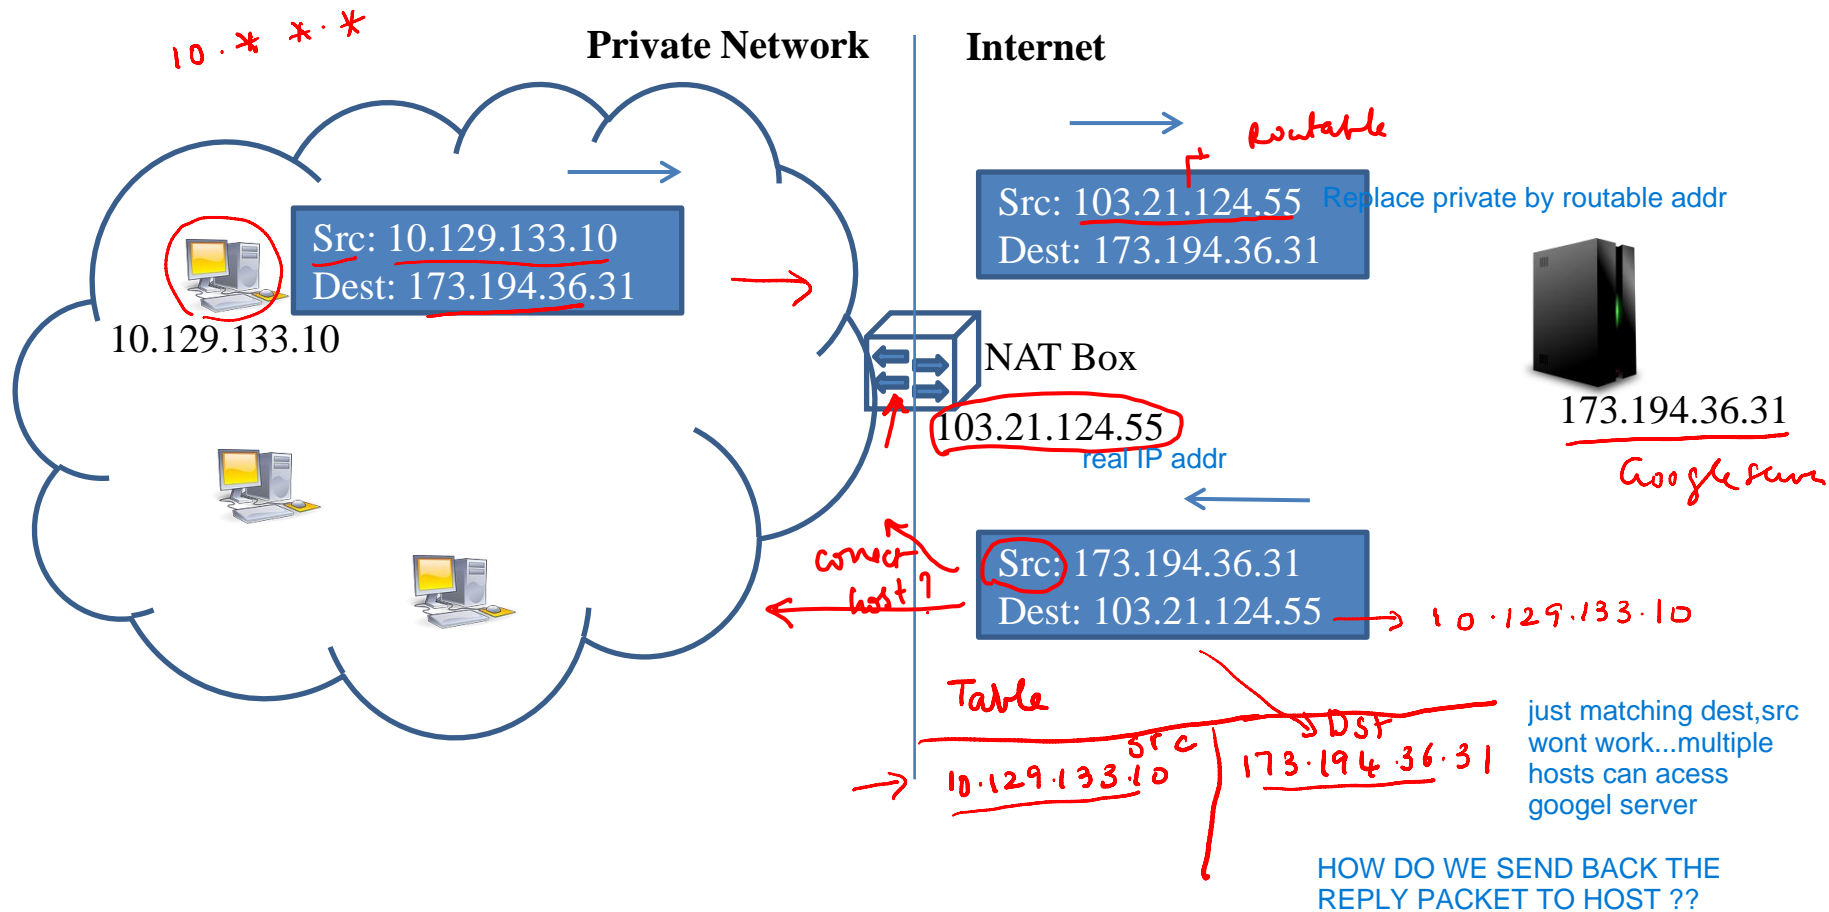 10.*.*.*
Private Network
Internet
Routable
Src: 10.129.133.10
Dest: 173.194.36.31
10.129.133.10
Src: 103.21.124.55
Dest: 173.194.36.31
Replace private by routable addr
NAT Box
103.21.124.55
real IP addr
173.194.36.31
Google
Src: 173.194.36.31
Dest: 103.21.124.55
10.129.133.10
correct
host?
Table
src
Dst
10.129.133.10
173.194.36.31
just matching dest,src
wont work...multiple
hosts can acess
googel server
HOW DO WE SEND BACK THE
REPLY PACKET TO HOST ??